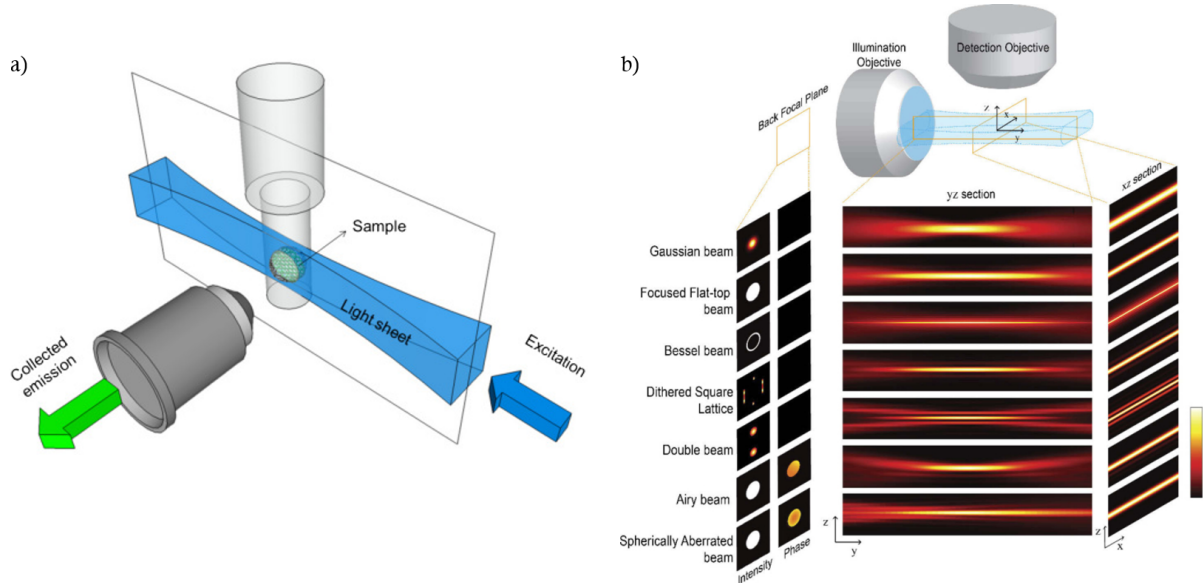 a)
Sample
Light sheet
Collected
emission
Excitation
b)
Illumination
Objective
Detection Objective
Back Focal Plane
z
x
y
yz section
xz section
Gaussian beam
Focused Flat-top
beam
Bessel beam
Dithered Square
Lattice
Double beam
Airy beam
Spherically Aberrated
beam
Intensity
Phase
z
y
z
x